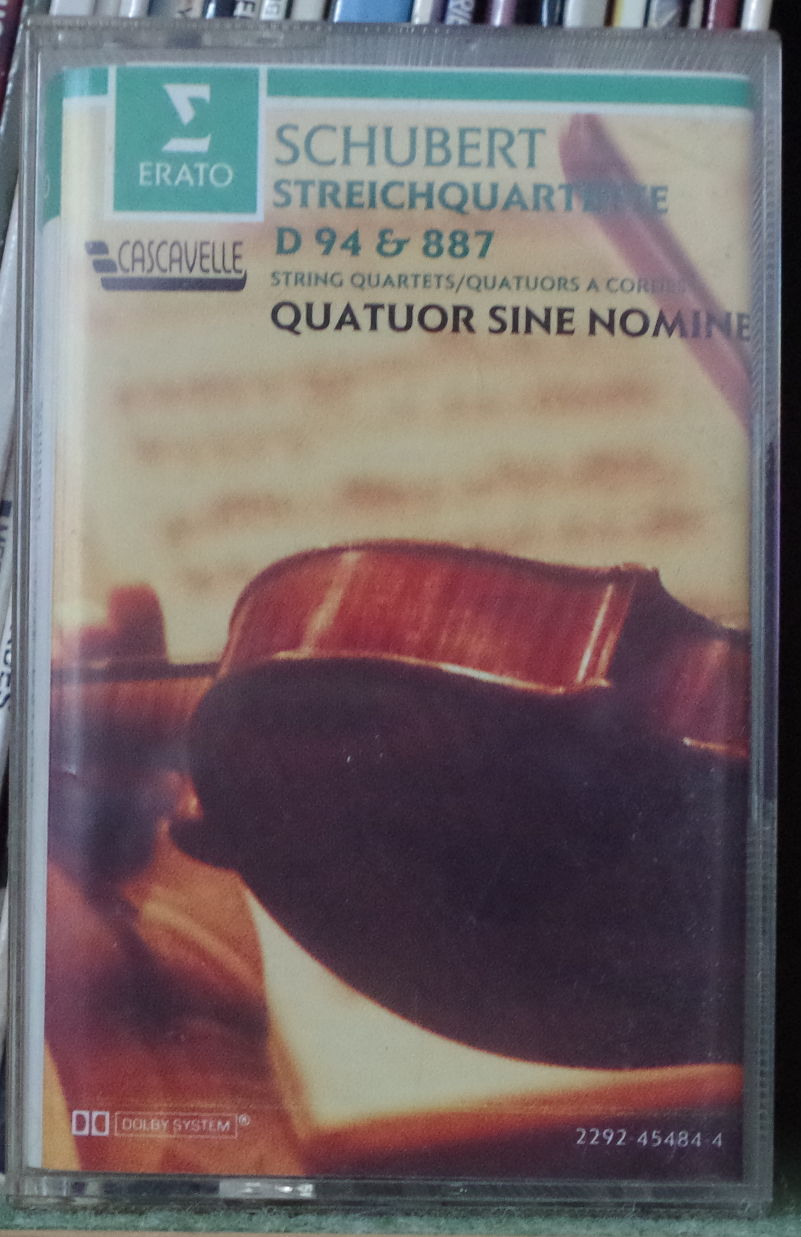 ERATO
SCHUBERT
STREICHQUARTETTE
D 94 & 887
CASCAVELLE
STRING QUARTETS/QUATUORS A CORDES
QUATUOR SINE NOMINE
DOLBY SYSTEM®
2292-45484-4